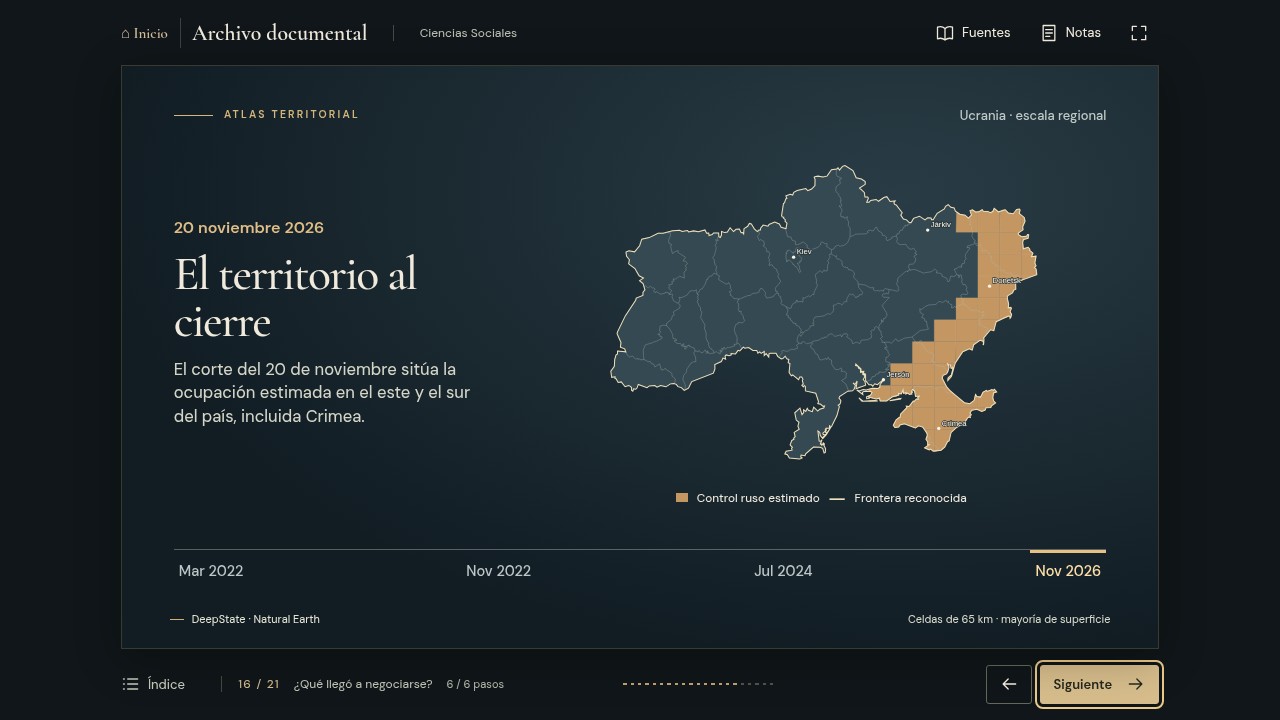 ⌂ Inicio
Archivo documental
Ciencias Sociales
Fuentes
Notas
ATLAS TERRITORIAL
Ucrania · escala regional
20 noviembre 2026
El territorio al
cierre
El corte del 20 de noviembre sitúa la
ocupación estimada en el este y el sur
del país, incluida Crimea.
Járkiv
Kiev
Donetsk
Jersón
Crimea
Control ruso estimado
Frontera reconocida
Mar 2022
Nov 2022
Jul 2024
Nov 2026
DeepState · Natural Earth
Celdas de 65 km · mayoría de superficie
Índice
16 / 21
¿Qué llegó a negociarse?
6 / 6 pasos
Siguiente